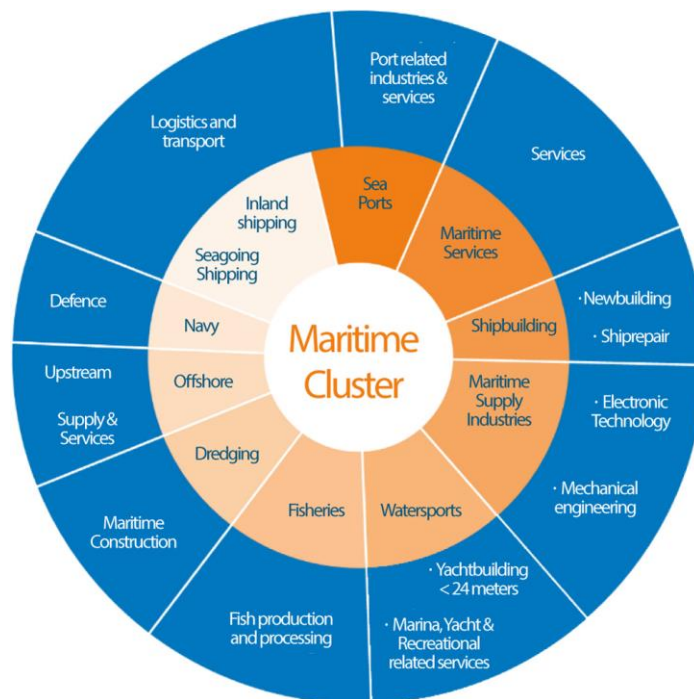 Port related
industries &
services
Services
· Newbuilding
· Shiprepair
· Electronic
Technology
· Mechanical
engineering
· Yachtbuilding
< 24 meters
· Marina, Yacht &
Recreational
related services
Fish production
and processing
Maritime
Construction
Upstream
Supply &
Services
Defence
Logistics and
transport
Sea
Ports
Maritime
Services
Shipbuilding
Maritime
Supply
Industries
Watersports
Fisheries
Dredging
Offshore
Navy
Inland
shipping
Seagoing
Shipping
Maritime
Cluster